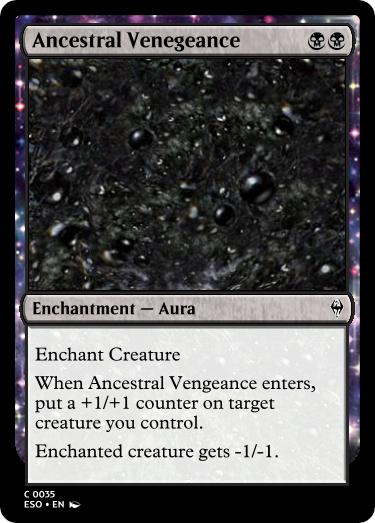 Ancestral Venegeance
Enchantment — Aura
Enchant Creature
When Ancestral Vengeance enters,
put a +1/+1 counter on target
creature you control.
Enchanted creature gets -1/-1.
C 0035
ESO • EN